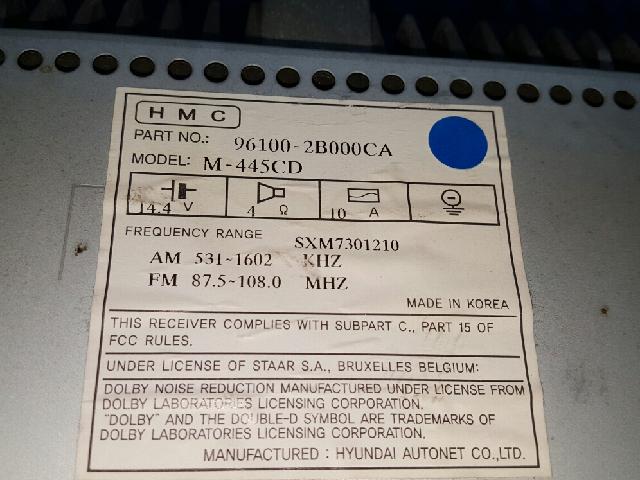 HMC
PART NO.: 96100-2B000CA
MODEL: M-445CD
14.4 V 4 Ω 10 A
FREQUENCY RANGE SXM7301210
AM 531~1602 KHZ
FM 87.5~108.0 MHZ
MADE IN KOREA
THIS RECEIVER COMPLIES WITH SUBPART C., PART 15 OF
FCC RULES.
UNDER LICENSE OF STAAR S.A., BRUXELLES BELGIUM:
DOLBY NOISE REDUCTION MANUFACTURED UNDER LICENSE FROM
DOLBY LABORATORIES LICENSING CORPORATION.
"DOLBY" AND THE DOUBLE-D SYMBOL ARE TRADEMARKS OF
DOLBY LABORATORIES LICENSING CORPORATION.
MANUFACTURED : HYUNDAI AUTONET CO.,LTD.